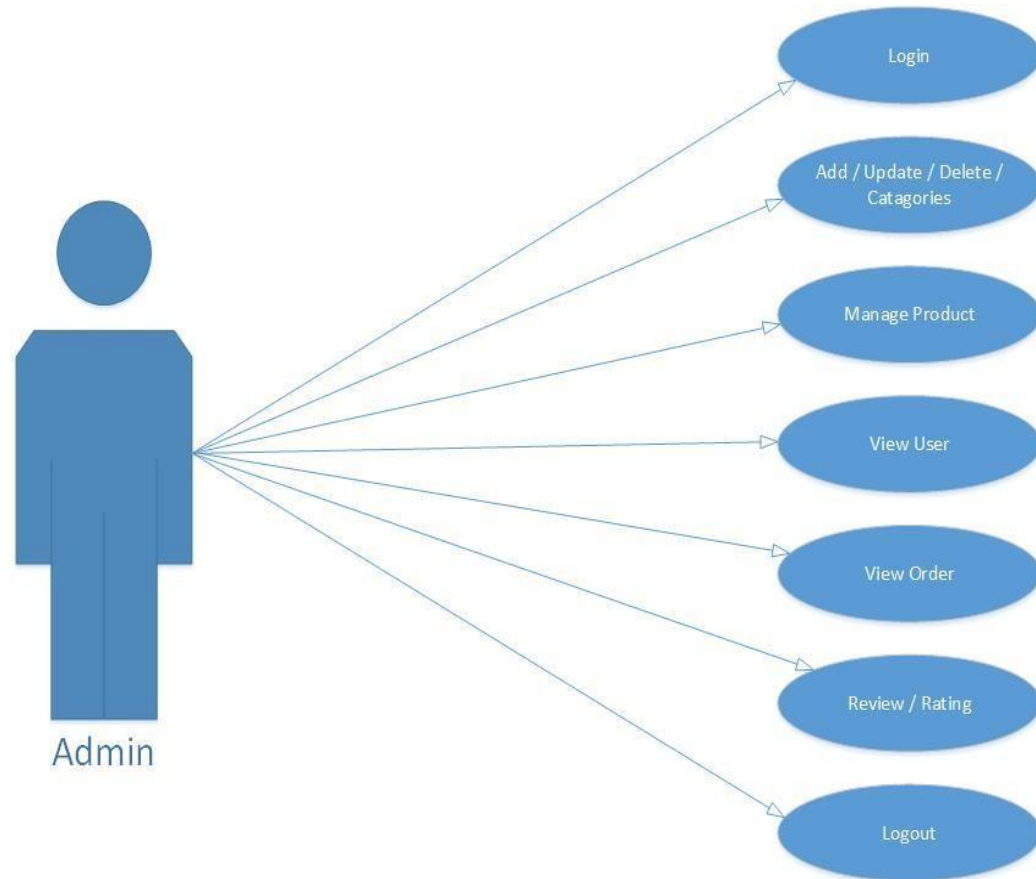 Login
Add / Update / Delete /
Catagories
Manage Product
View User
View Order
Review / Rating
Logout
Admin